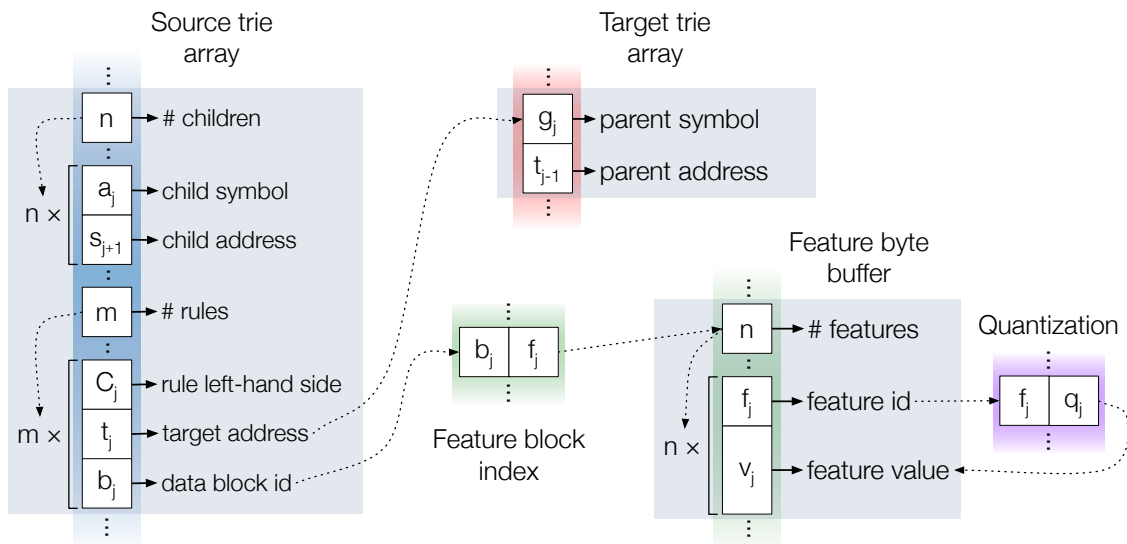 Source trie
array
⋮
n
# children
⋮
n ×
a_j
child symbol
s_{j+1}
child address
⋮
m
# rules
⋮
m ×
C_j
rule left-hand side
t_j
target address
b_j
data block id
⋮
Target trie
array
⋮
g_j
parent symbol
t_{j-1}
parent address
⋮
⋮
b_j f_j
⋮
Feature block
index
Feature byte
buffer
⋮
n
# features
⋮
n ×
f_j
feature id
v_j
feature value
⋮
Quantization
⋮
f_j q_j
⋮